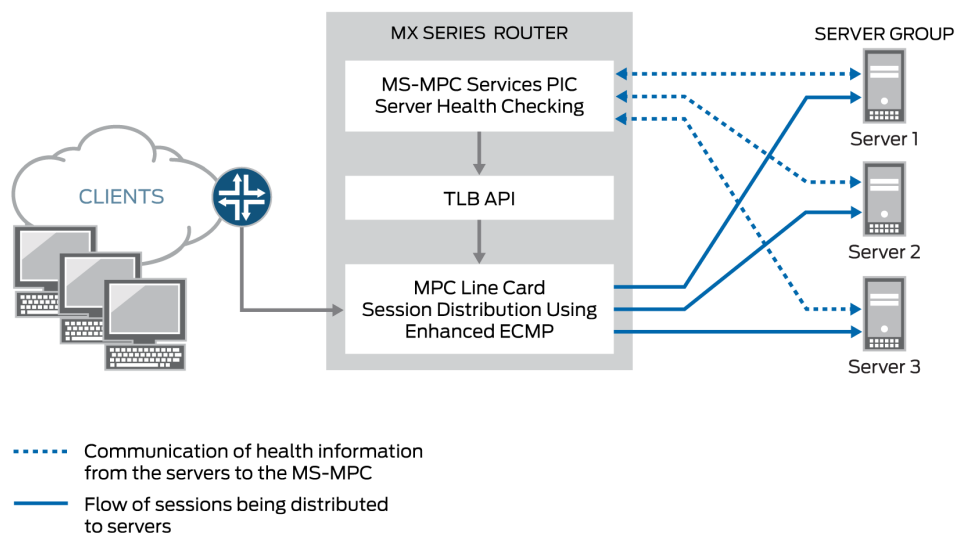 MX SERIES ROUTER
SERVER GROUP
MS-MPC Services PIC
Server Health Checking
Server 1
CLIENTS
TLB API
Server 2
MPC Line Card
Session Distribution Using
Enhanced ECMP
Server 3
Communication of health information
from the servers to the MS-MPC
Flow of sessions being distributed
to servers